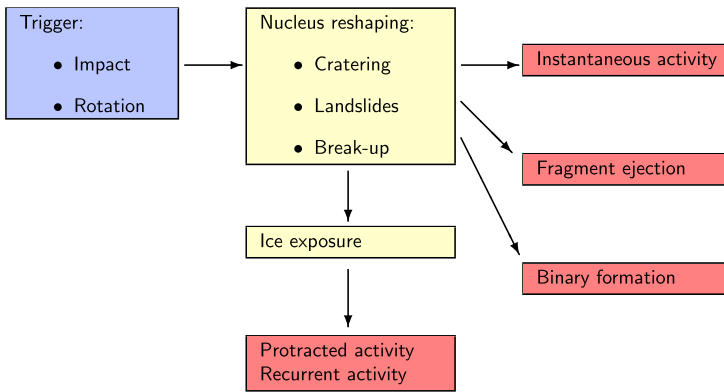 Trigger:
• Impact
• Rotation
Nucleus reshaping:
• Cratering
• Landslides
• Break-up
Instantaneous activity
Fragment ejection
Binary formation
Ice exposure
Protracted activity
Recurrent activity